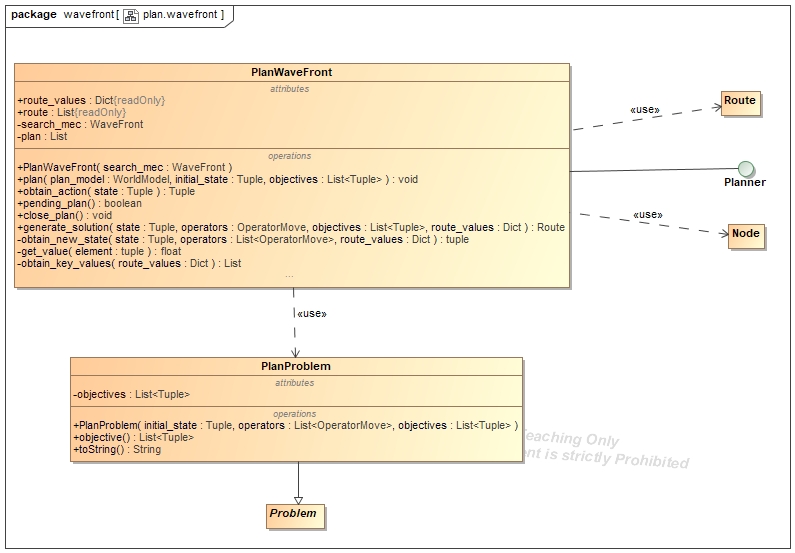 package wavefront[ plan.wavefront ]
PlanWaveFront
attributes
+route_values : Dict{readOnly}
+route : List{readOnly}
-search_mec : WaveFront
-plan : List
operations
+PlanWaveFront( search_mec : WaveFront )
+plan( plan_model : WorldModel, initial_state : Tuple, objectives : List<Tuple> ) : void
+obtain_action( state : Tuple ) : Tuple
+pending_plan() : boolean
+close_plan() : void
+generate_solution( state : Tuple, operators : OperatorMove, objectives : List<Tuple>, route_values : Dict ) : Route
-obtain_new_state( state : Tuple, operators : List<OperatorMove>, route_values : Dict ) : tuple
-get_value( element : tuple ) : float
-obtain_key_values( route_values : Dict ) : List
...
«use»
Route
Planner
«use»
Node
«use»
PlanProblem
attributes
-objectives : List<Tuple>
operations
+PlanProblem( initial_state : Tuple, operators : List<OperatorMove>, objectives : List<Tuple> )
+objective() : List<Tuple>
+toString() : String
Teaching Only
is strictly Prohibited
Problem